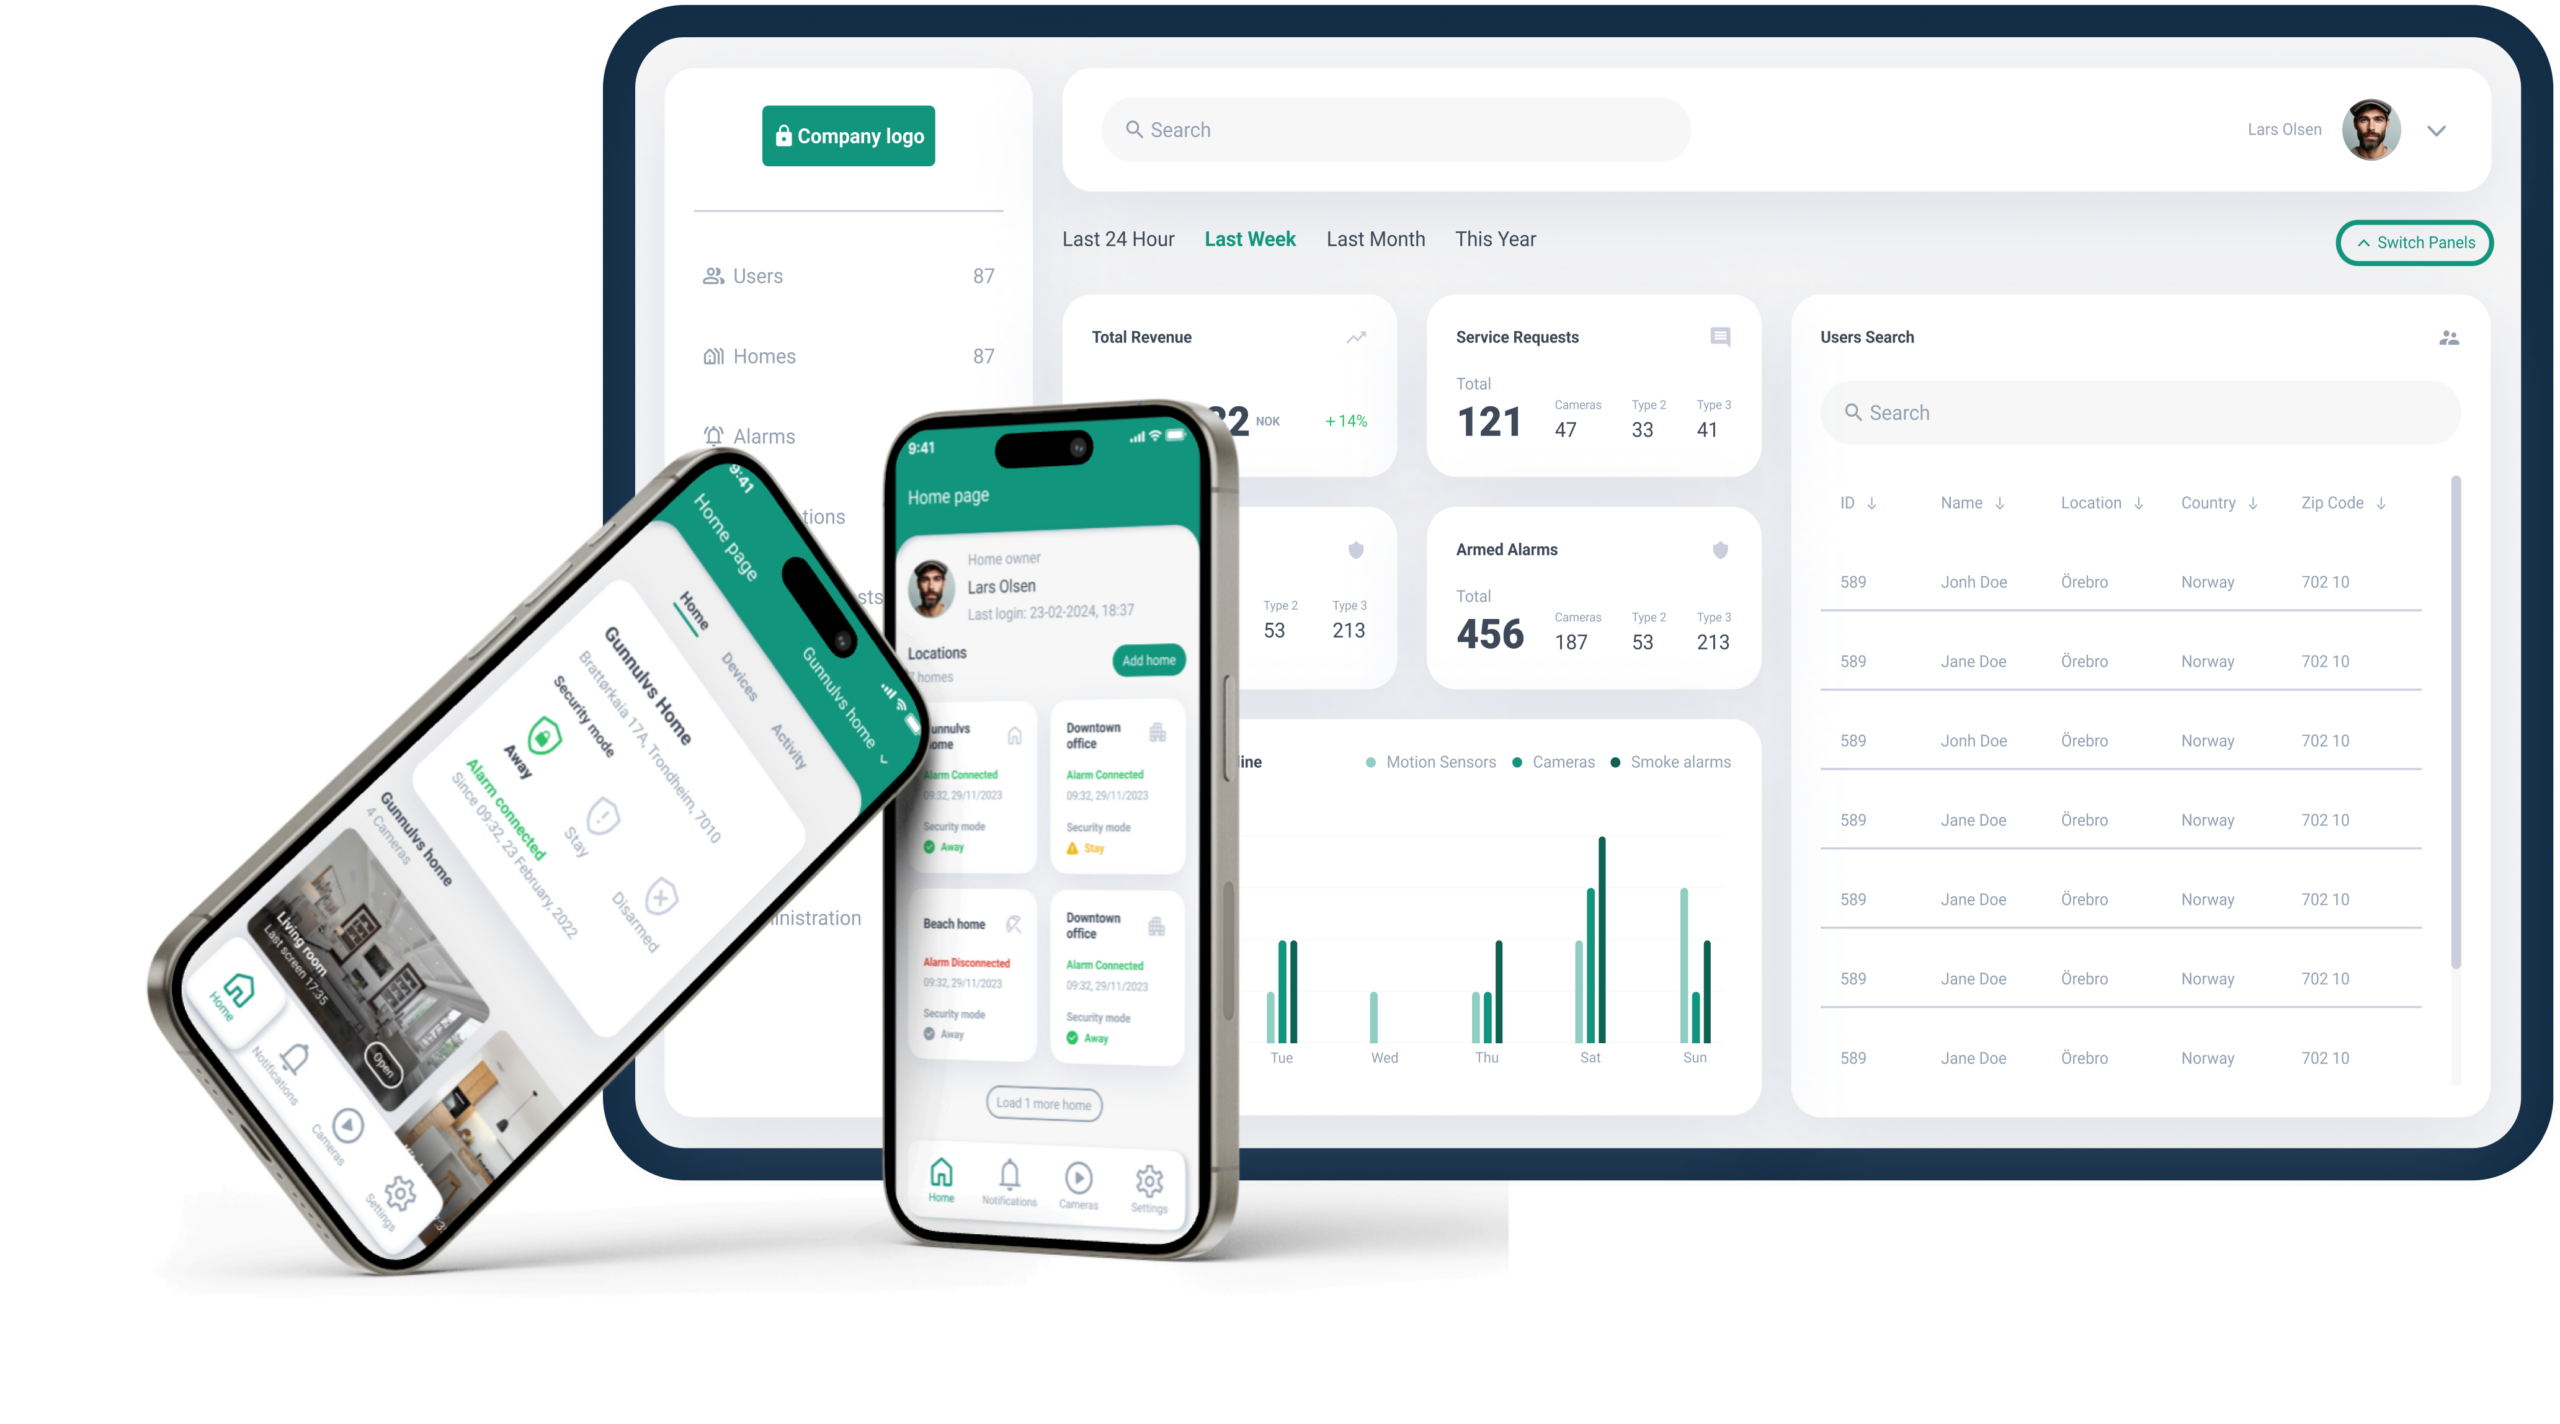 Company logo
Users 87
Homes 87
Alarms
tions
sts
inistration
Search
Lars Olsen
Last 24 Hour Last Week Last Month This Year
Switch Panels
Total Revenue
2 NOK +14%
Service Requests
Total Cameras Type 2 Type 3
121 47 33 41
Type 2 Type 3
53 213
Armed Alarms
Total Cameras Type 2 Type 3
456 187 53 213
ine
Motion Sensors Cameras Smoke alarms
Tue Wed Thu Sat Sun
Users Search
Search
ID Name Location Country Zip Code
589 Jonh Doe Örebro Norway 702 10
589 Jane Doe Örebro Norway 702 10
589 Jonh Doe Örebro Norway 702 10
589 Jane Doe Örebro Norway 702 10
589 Jane Doe Örebro Norway 702 10
589 Jane Doe Örebro Norway 702 10
589 Jane Doe Örebro Norway 702 10
9:41
Home page
Gunnulvs home
Home Devices Activity
Gunnulvs Home
Brattørkaia 17A, Trondheim, 7010
Security mode
Away Stay Disarmed
Alarm connected
Since 09:32, 23 February, 2022
Gunnulvs home
4 Cameras
Living room
Last screen 17:35
Open
Home Notifications Cameras Settings
9:41
Home page
Home owner
Lars Olsen
Last login: 23-02-2024, 18:37
Locations
homes
Add home
unnulvs
ome
Alarm Connected
09:32, 29/11/2023
Security mode
Away
Downtown
office
Alarm Connected
09:32, 29/11/2023
Security mode
Stay
Beach home
Alarm Disconnected
09:32, 29/11/2023
Security mode
Away
Downtown
office
Alarm Connected
09:32, 29/11/2023
Security mode
Away
Load 1 more home
Home Notifications Cameras Settings